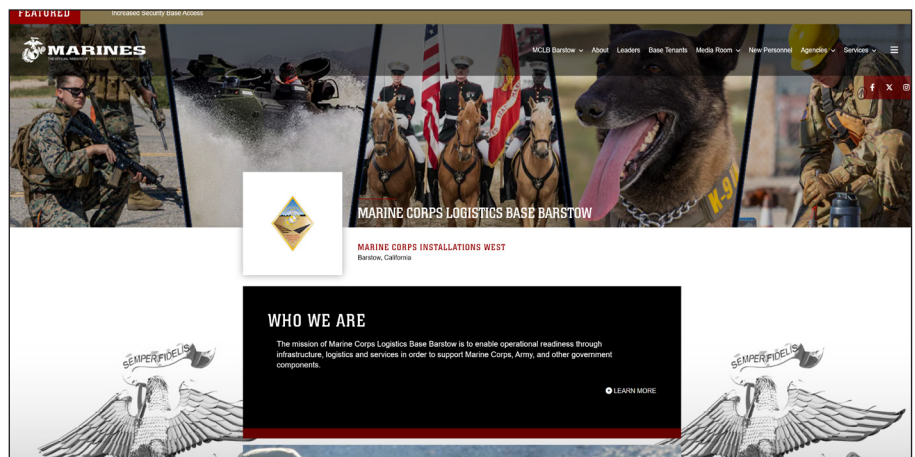 FEATURED Increased Security Base Access
MARINES
MCLB Barstow About Leaders Base Tenants Media Room New Personnel Agencies Services
K-9
MARINE CORPS LOGISTICS BASE BARSTOW
MARINE CORPS INSTALLATIONS WEST
Barstow, California
WHO WE ARE
The mission of Marine Corps Logistics Base Barstow is to enable operational readiness through
infrastructure, logistics and services in order to support Marine Corps, Army, and other government
components.
LEARN MORE
SEMPER FIDELIS
SEMPER FIDELIS